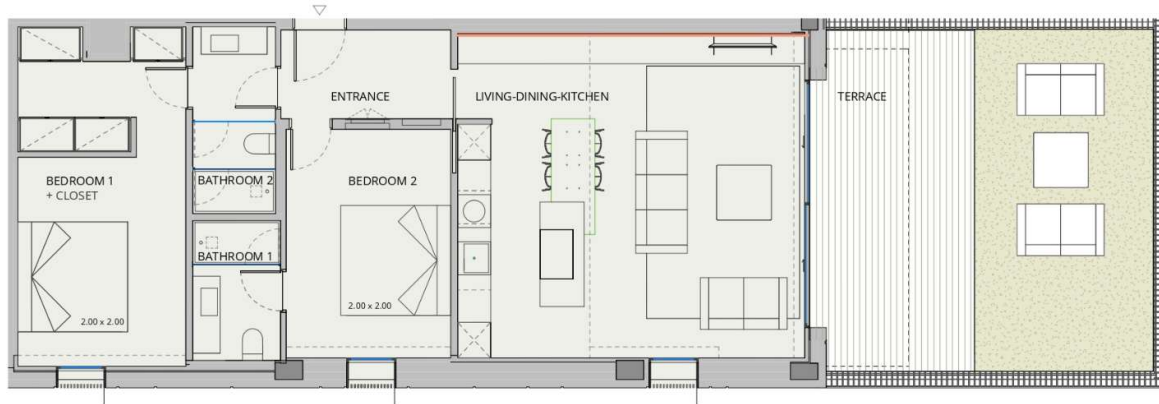 ENTRANCE
LIVING-DINING-KITCHEN
TERRACE
BEDROOM 1
+ CLOSET
BATHROOM 2
BEDROOM 2
BATHROOM 1
2.00 x 2.00
2.00 x 2.00